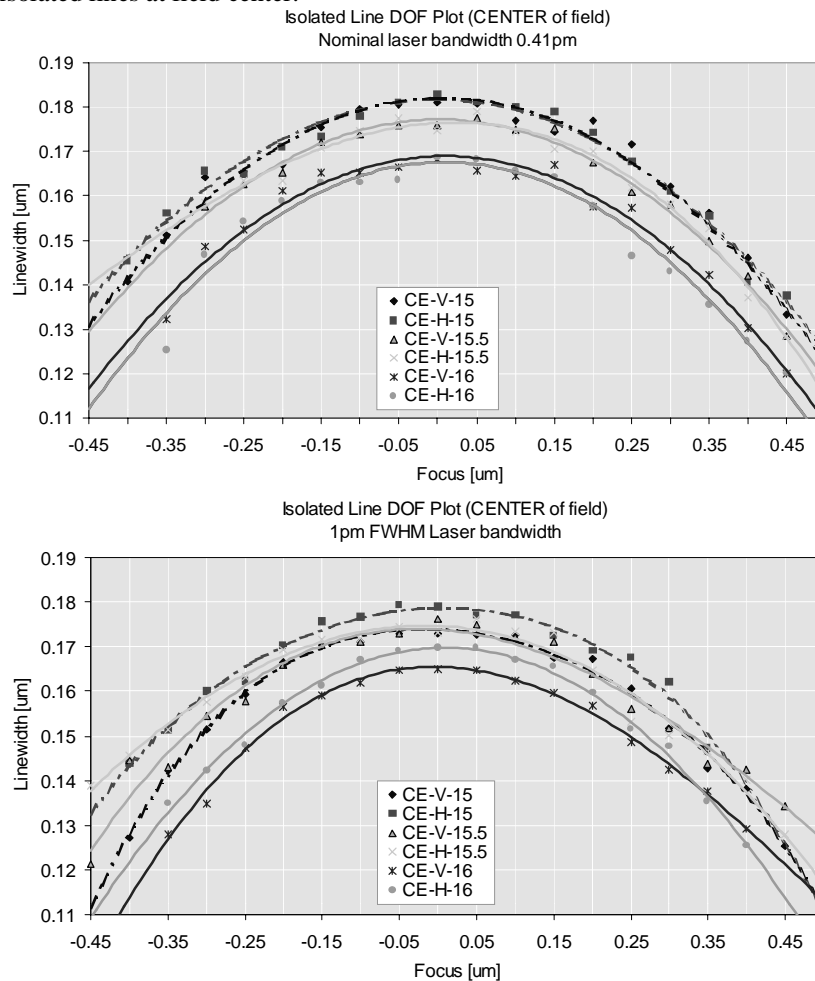 isolated lines at field center.
Isolated Line DOF Plot (CENTER of field)
Nominal laser bandwidth 0.41pm
0.19
0.18
0.17
0.16
0.15
0.14
0.13
0.12
0.11
Linewidth [um]
CE-V-15
CE-H-15
CE-V-15.5
CE-H-15.5
CE-V-16
CE-H-16
-0.45 -0.35 -0.25 -0.15 -0.05 0.05 0.15 0.25 0.35 0.45
Focus [um]
Isolated Line DOF Plot (CENTER of field)
1pm FWHM Laser bandwidth
0.19
0.18
0.17
0.16
0.15
0.14
0.13
0.12
0.11
Linewidth [um]
CE-V-15
CE-H-15
CE-V-15.5
CE-H-15.5
CE-V-16
CE-H-16
-0.45 -0.35 -0.25 -0.15 -0.05 0.05 0.15 0.25 0.35 0.45
Focus [um]